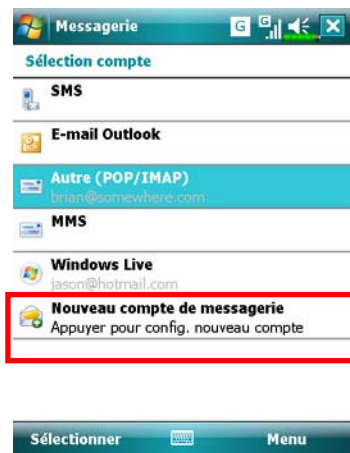 Messagerie
G
G
Sélection compte
SMS
E-mail Outlook
Autre (POP/IMAP)
brian@somewhere.com
MMS
Windows Live
jason@hotmail.com
Nouveau compte de messagerie
Appuyer pour config. nouveau compte
Sélectionner
Menu